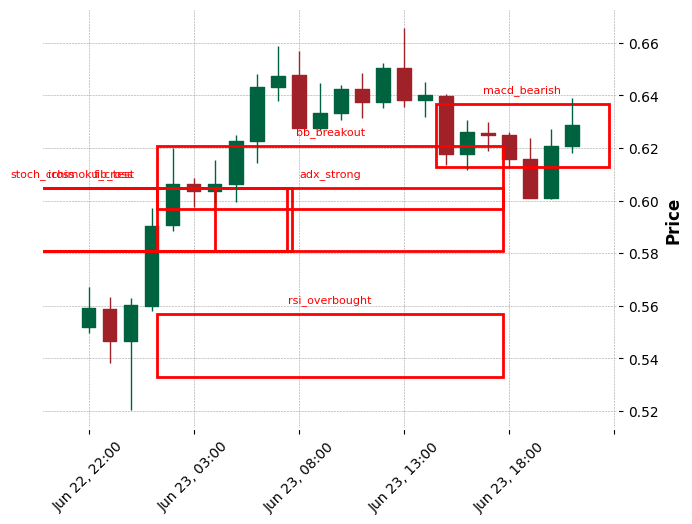 0.66
macd_bearish
0.64
bb_breakout
0.62
stoch_cross
adx_strong
0.60
Price
0.58
rsi_overbought
0.56
0.54
0.52
Jun 22, 22:00
Jun 23, 03:00
Jun 23, 08:00
Jun 23, 13:00
Jun 23, 18:00